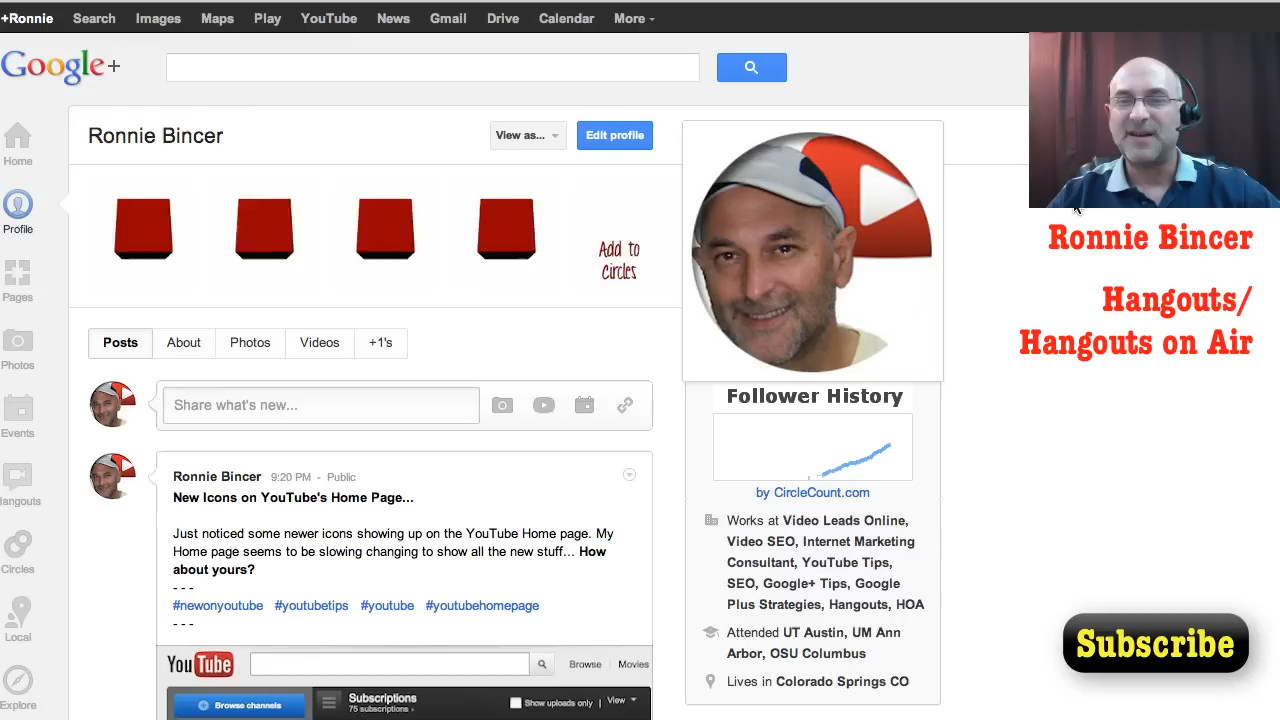 +Ronnie Search Images Maps Play YouTube News Gmail Drive Calendar More
Google+
Ronnie Bincer
View as...
Edit profile
Add to
Circles
Home
Profile
Pages
Photos
Events
Hangouts
Circles
Local
Explore
Posts About Photos Videos +1's
Share what's new...
Ronnie Bincer 9:20 PM - Public
New Icons on YouTube's Home Page...
Just noticed some newer icons showing up on the YouTube Home page. My
Home page seems to be slowing changing to show all the new stuff... How
about yours?
- - -
#newonyoutube #youtubetips #youtube #youtubehomepage
- - -
YouTube Browse Movies
Browse channels
Subscriptions
75 subscriptions ›
Show uploads only | View
Follower History
by CircleCount.com
Works at Video Leads Online,
Video SEO, Internet Marketing
Consultant, YouTube Tips,
SEO, Google+ Tips, Google
Plus Strategies, Hangouts, HOA
Attended UT Austin, UM Ann
Arbor, OSU Columbus
Lives in Colorado Springs CO
Ronnie Bincer
Hangouts/
Hangouts on Air
Subscribe